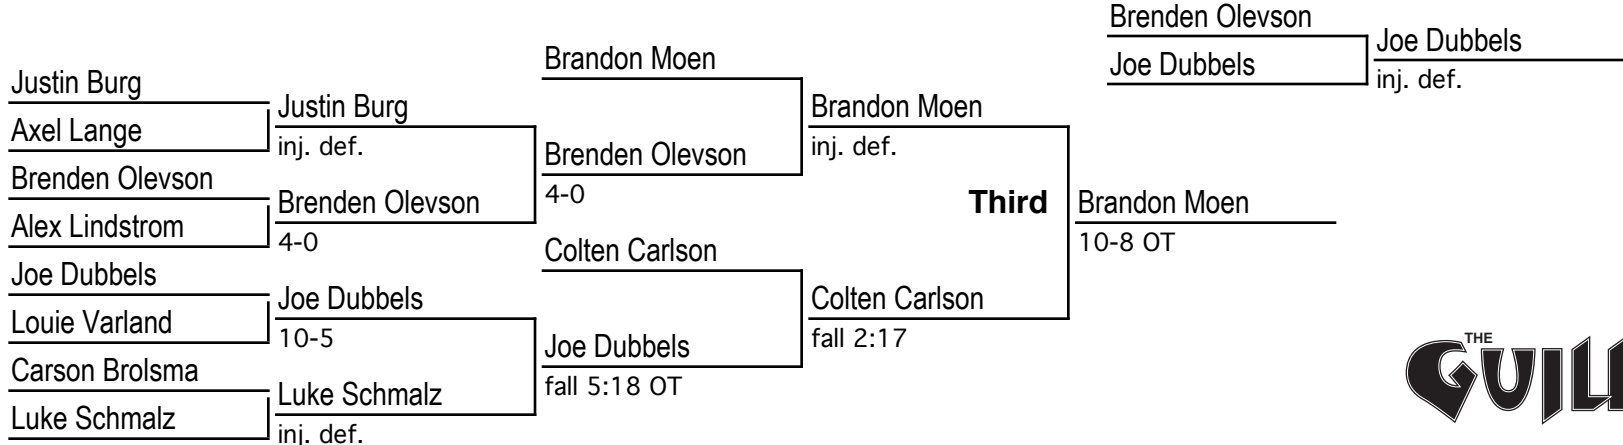 Justin Burg
Axel Lange
Brenden Olevson
Alex Lindstrom
Joe Dubbels
Louie Varland
Carson Brolsma
Luke Schmalz
Justin Burg
inj. def.
Brenden Olevson
4-0
Joe Dubbels
10-5
Luke Schmalz
inj. def.
Brandon Moen
Brenden Olevson
4-0
Colten Carlson
Joe Dubbels
fall 5:18 OT
Brandon Moen
inj. def.
Colten Carlson
fall 2:17
Third
Brandon Moen
10-8 OT
Brenden Olevson
Joe Dubbels
Joe Dubbels
inj. def.
THE
GUIL